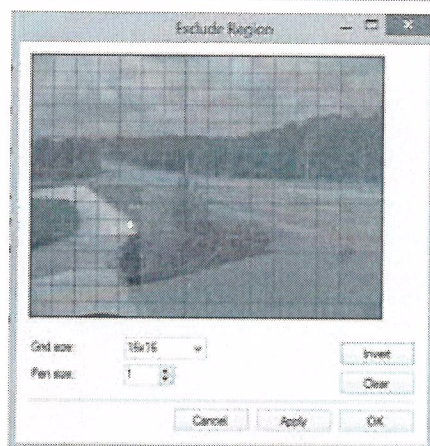 Exclude Region
Grid size: 16x16
Pen size: 1
Invert
Clear
Cancel Apply OK